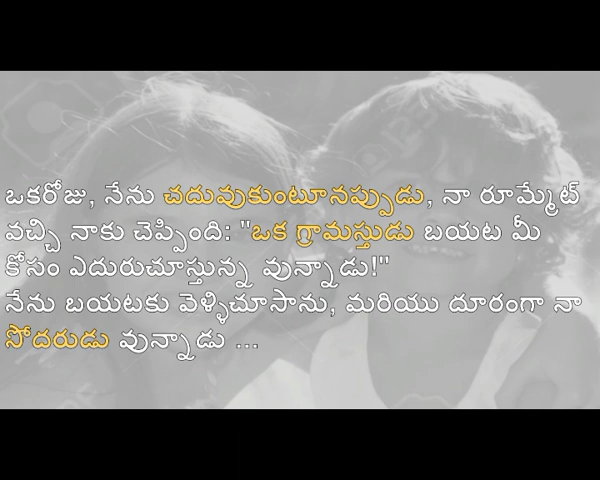 ఒకరోజు, నేను చదువుకుంటూనప్పుడు, నా రూమ్మేట్
వచ్చి నాకు చెప్పింది: "ఒక గ్రామస్తుడు బయట మీ
కోసం ఎదురుచూస్తున్న వున్నాడు!"
నేను బయటకు వెళ్ళిచూసాను, మరియు దూరంగా నా
సోదరుడు వున్నాడు ...